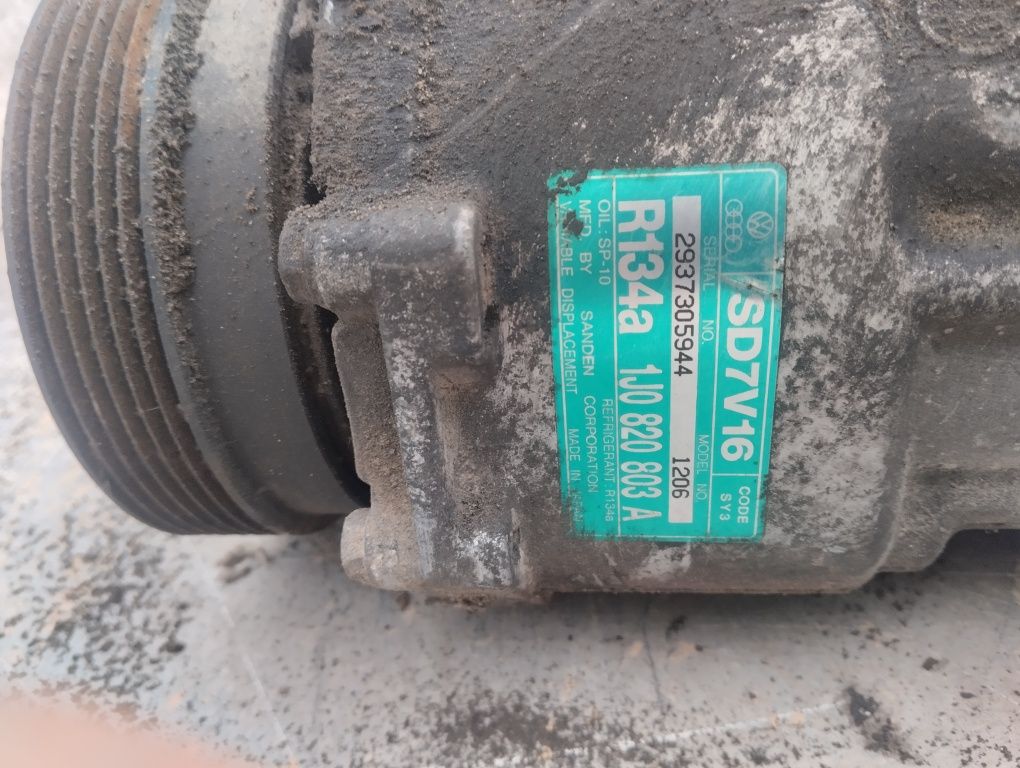 SD7V16 CODE
SY3
SERIAL NO. MODEL NO
2937305944 1206
R134a 1J0 820 803 A
OIL: SP-10 REFRIGERANT: R134a
MFD BY SANDEN CORPORATION
VARIABLE DISPLACEMENT MADE IN